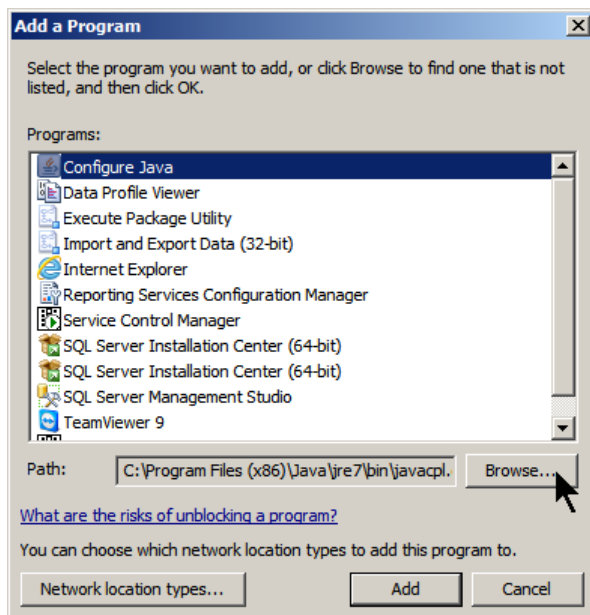 Add a Program
Select the program you want to add, or click Browse to find one that is not
listed, and then click OK.
Programs:
Configure Java
Data Profile Viewer
Execute Package Utility
Import and Export Data (32-bit)
Internet Explorer
Reporting Services Configuration Manager
Service Control Manager
SQL Server Installation Center (64-bit)
SQL Server Installation Center (64-bit)
SQL Server Management Studio
TeamViewer 9
Path: C:\Program Files (x86)\Java\jre7\bin\javacpl. Browse...
What are the risks of unblocking a program?
You can choose which network location types to add this program to.
Network location types... Add Cancel